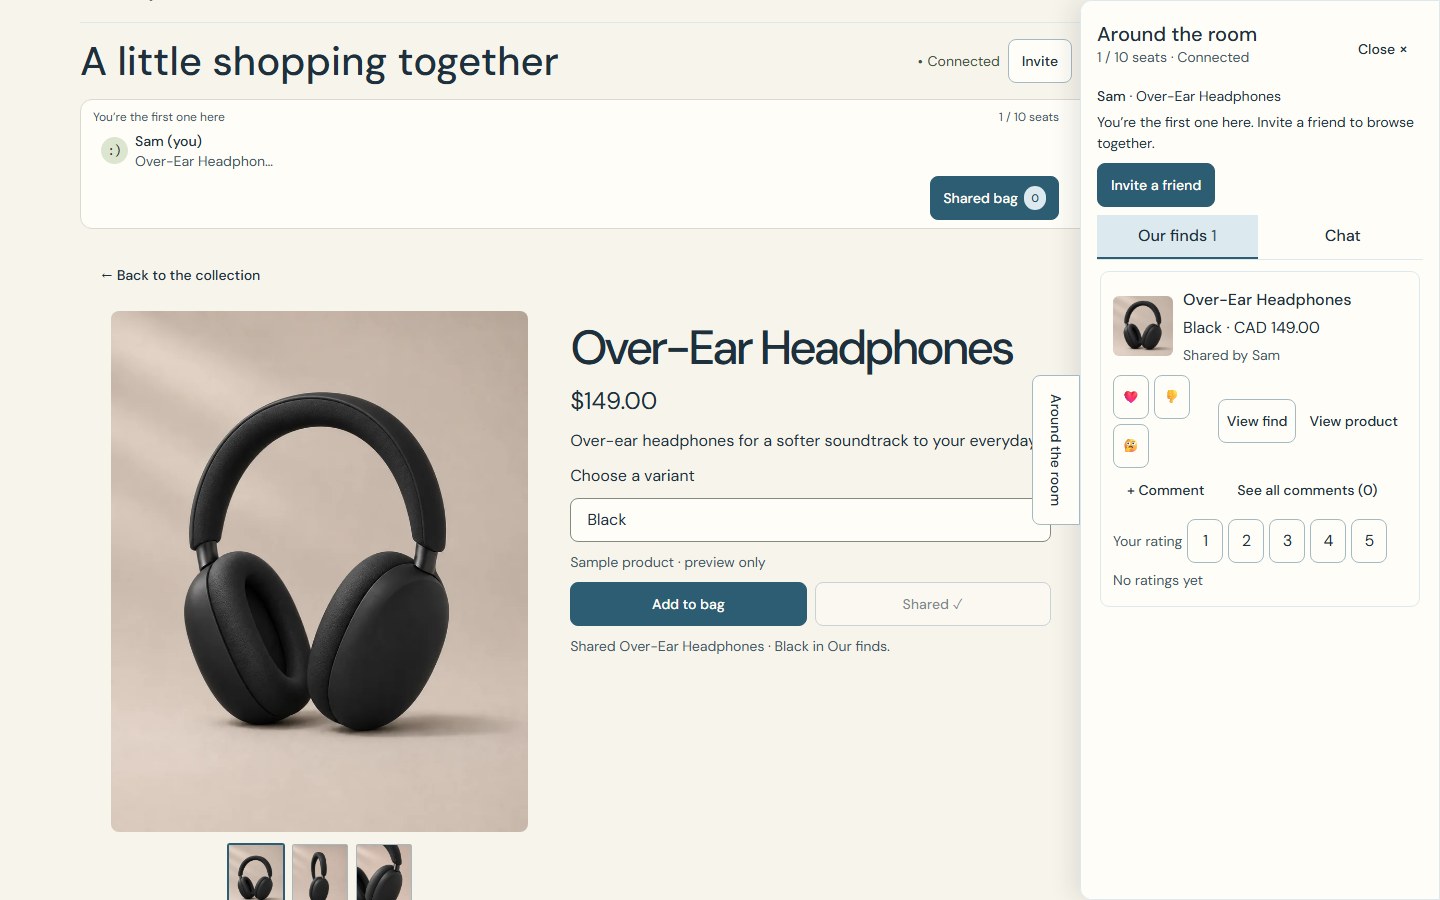 A little shopping together
• Connected
Invite
You're the first one here
1 / 10 seats
:)
Sam (you)
Over-Ear Headphon...
Shared bag 0
← Back to the collection
Over-Ear Headphones
$149.00
Over-ear headphones for a softer soundtrack to your everyday
Choose a variant
Black
Sample product · preview only
Add to bag
Shared ✓
Shared Over-Ear Headphones · Black in Our finds.
Around the room
Around the room
1 / 10 seats · Connected
Close ×
Sam · Over-Ear Headphones
You're the first one here. Invite a friend to browse
together.
Invite a friend
Our finds 1
Chat
Over-Ear Headphones
Black · CAD 149.00
Shared by Sam
View find
View product
+ Comment
See all comments (0)
Your rating 1 2 3 4 5
No ratings yet